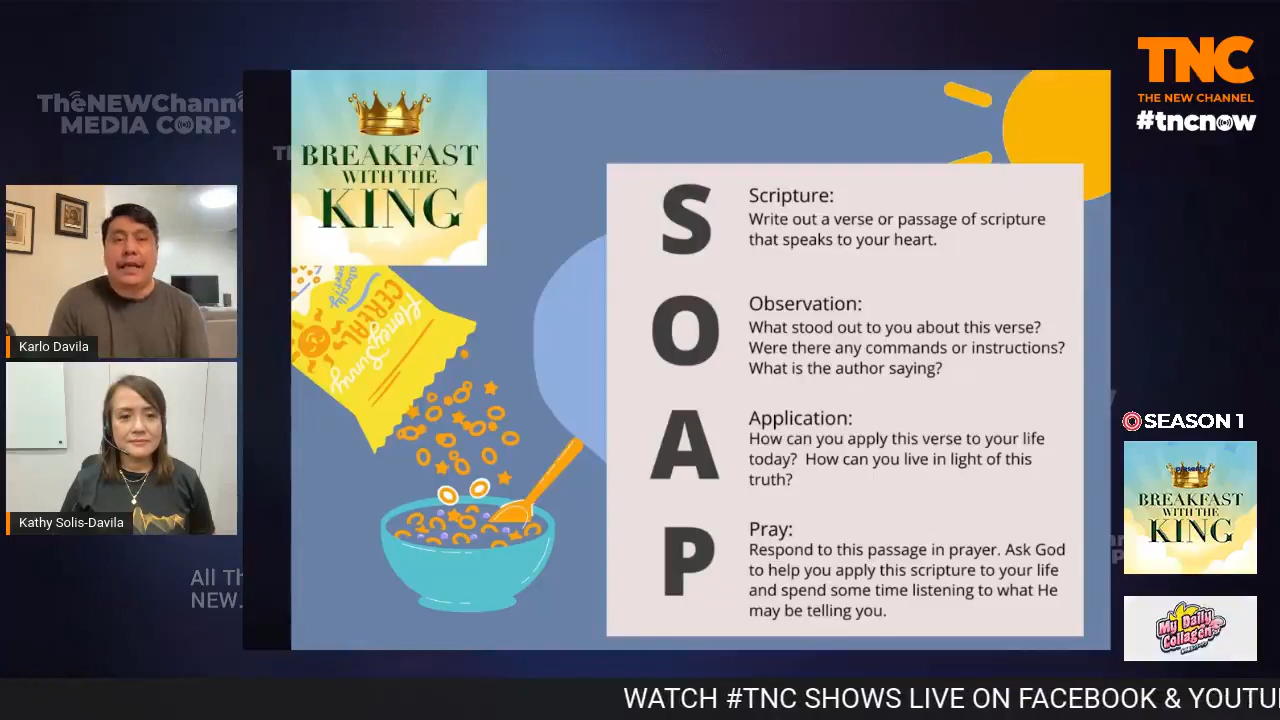 TheNEWChanne
MEDIA CORP.
Karlo Davila
Kathy Solis-Davila
All Th
NEW.
BREAKFAST
WITH THE
KING
CEREAL
HoneySunny
S
Scripture:
Write out a verse or passage of scripture
that speaks to your heart.
O
Observation:
What stood out to you about this verse?
Were there any commands or instructions?
What is the author saying?
A
Application:
How can you apply this verse to your life
today? How can you live in light of this
truth?
P
Pray:
Respond to this passage in prayer. Ask God
to help you apply this scripture to your life
and spend some time listening to what He
may be telling you.
TNC
THE NEW CHANNEL
#tncnow
SEASON 1
presents
BREAKFAST
WITH THE
KING
My Daily
Collagen
WATCH #TNC SHOWS LIVE ON FACEBOOK & YOUTU